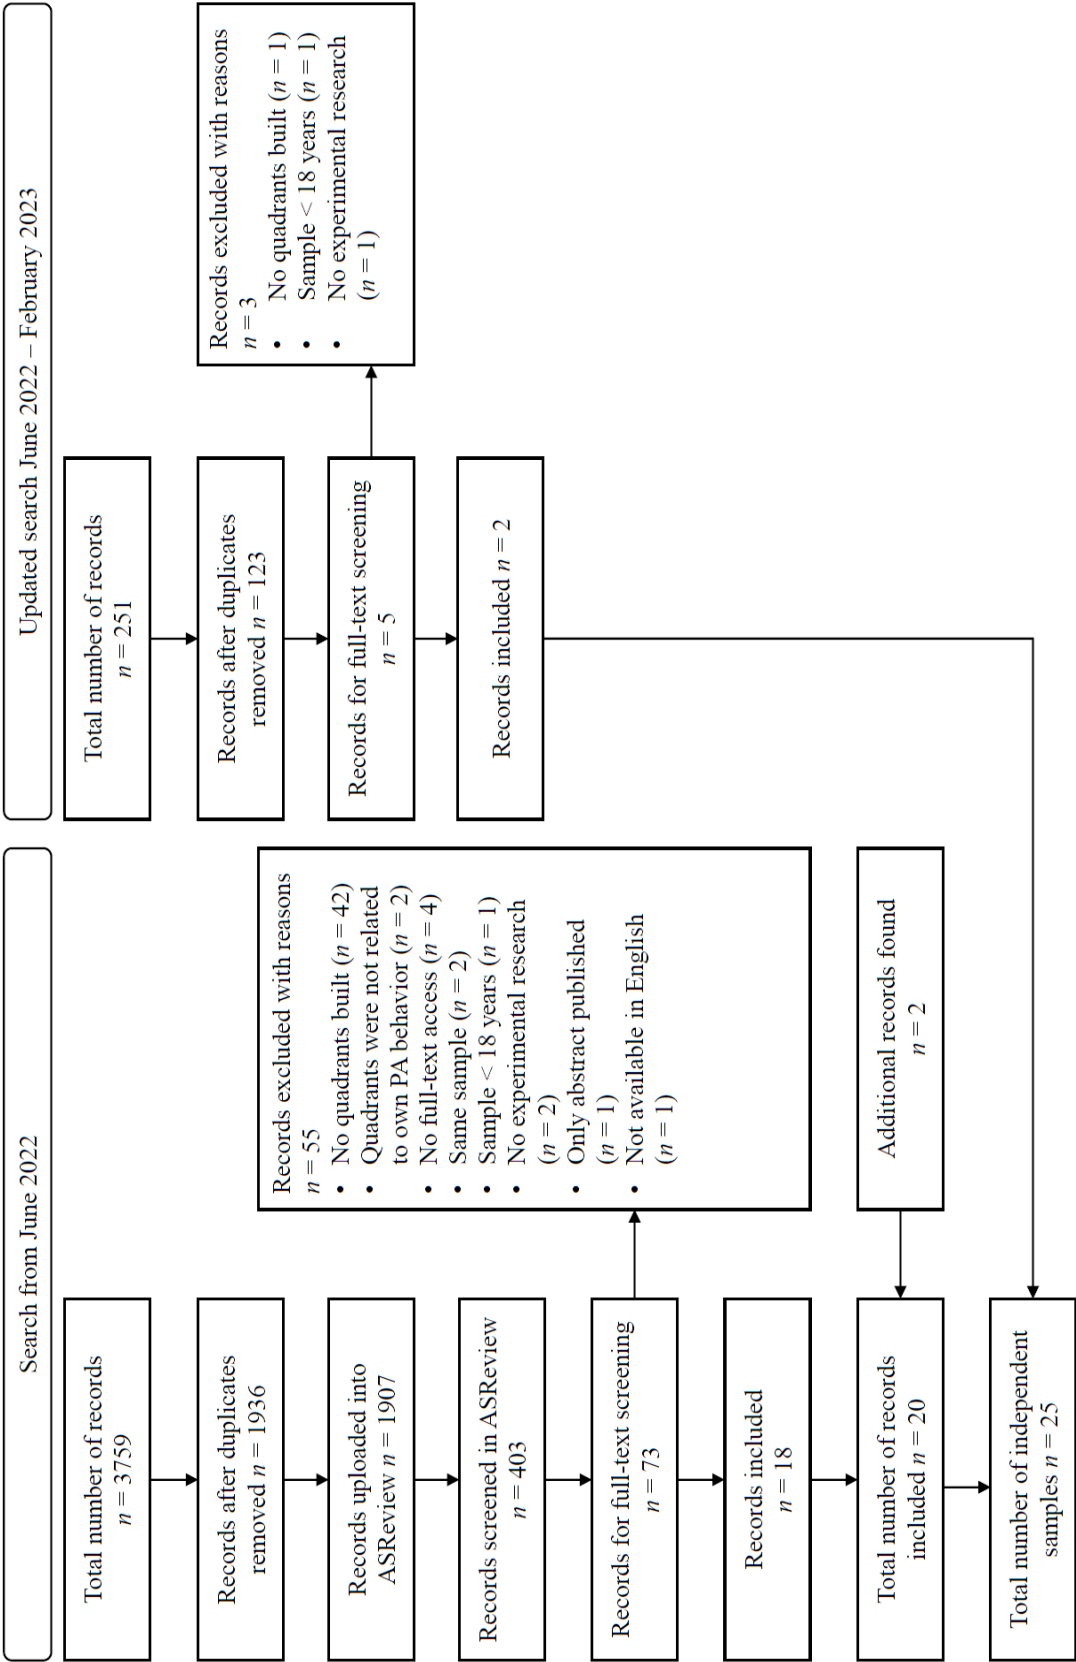 Search from June 2022
Total number of records
n = 3759
Records after duplicates
removed n = 1936
Records uploaded into
ASReview n = 1907
Records screened in ASReview
n = 403
Records for full-text screening
n = 73
Records excluded with reasons
n = 55
• No quadrants built (n = 42)
• Quadrants were not related
to own PA behavior (n = 2)
• No full-text access (n = 4)
• Same sample (n = 2)
• Sample < 18 years (n = 1)
• No experimental research
(n = 2)
• Only abstract published
(n = 1)
• Not available in English
(n = 1)
Records included
n = 18
Additional records found
n = 2
Total number of records
included n = 20
Total number of independent
samples n = 25
Updated search June 2022 – February 2023
Total number of records
n = 251
Records after duplicates
removed n = 123
Records for full-text screening
n = 5
Records excluded with reasons
n = 3
• No quadrants built (n = 1)
• Sample < 18 years (n = 1)
• No experimental research
(n = 1)
Records included n = 2